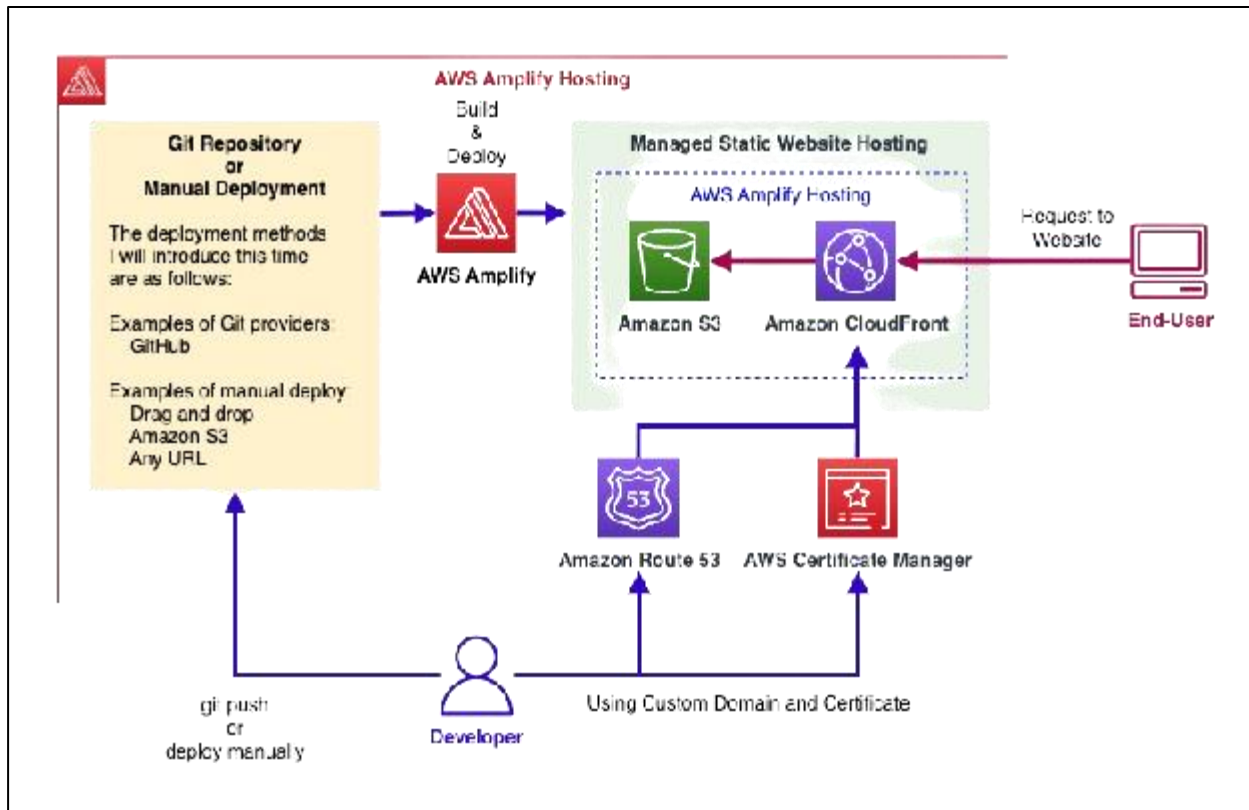 AWS Amplify Hosting
Git Repository
or
Manual Deployment
The deployment methods
I will introduce this time
are as follows:
Examples of Git providers:
GitHub
Examples of manual deploy:
Drag and drop
Amazon S3
Any URL
Build
&
Deploy
AWS Amplify
Managed Static Website Hosting
AWS Amplify Hosting
Amazon S3
Amazon CloudFront
Request to
Website
End-User
53
Amazon Route 53
AWS Certificate Manager
git push
or
deploy manually
Developer
Using Custom Domain and Certificate